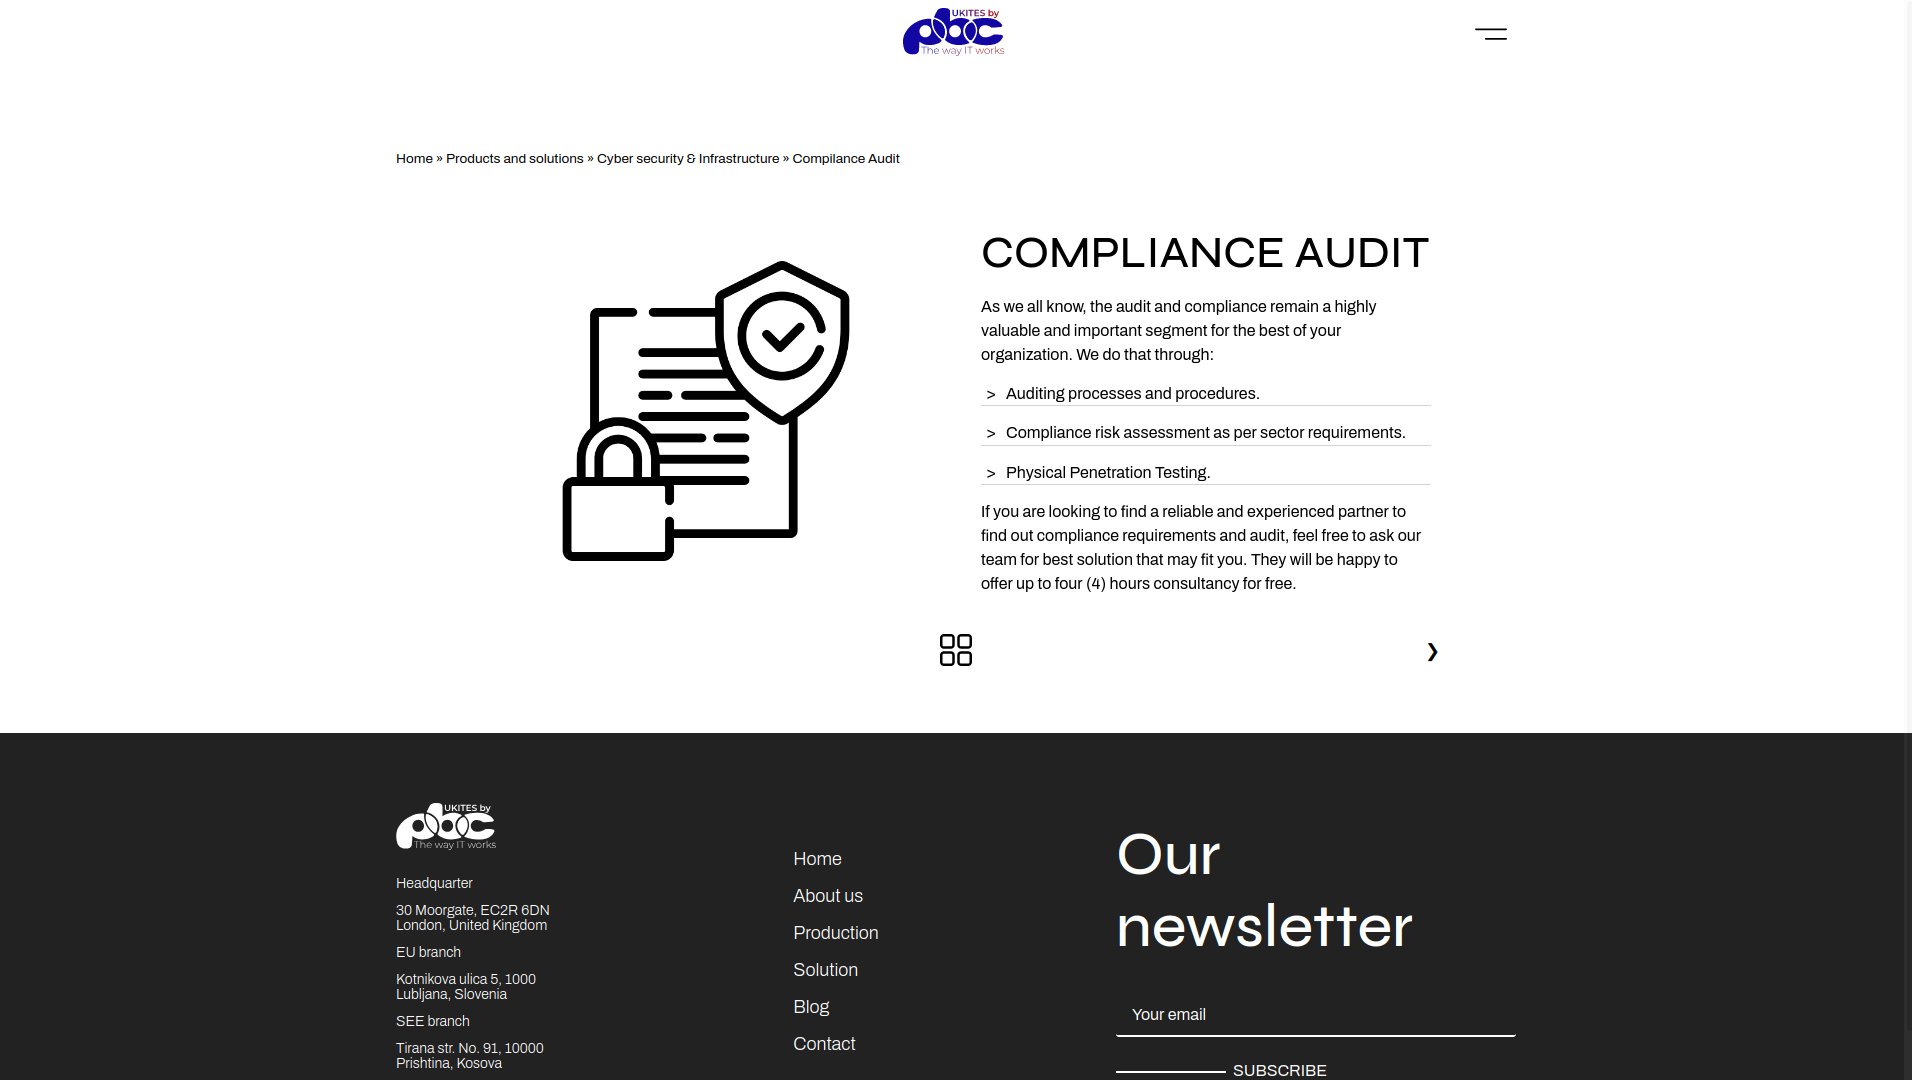 UKITES by
pbc
The way IT works
Home » Products and solutions » Cyber security & Infrastructure » Compilance Audit
COMPLIANCE AUDIT
As we all know, the audit and compliance remain a highly
valuable and important segment for the best of your
organization. We do that through:
> Auditing processes and procedures.
> Compliance risk assessment as per sector requirements.
> Physical Penetration Testing.
If you are looking to find a reliable and experienced partner to
find out compliance requirements and audit, feel free to ask our
team for best solution that may fit you. They will be happy to
offer up to four (4) hours consultancy for free.
❯
UKITES by
pbc
The way IT works
Headquarter
30 Moorgate, EC2R 6DN
London, United Kingdom
EU branch
Kotnikova ulica 5, 1000
Lubljana, Slovenia
SEE branch
Tirana str. No. 91, 10000
Prishtina, Kosova
Home
About us
Production
Solution
Blog
Contact
Our
newsletter
Your email
SUBSCRIBE